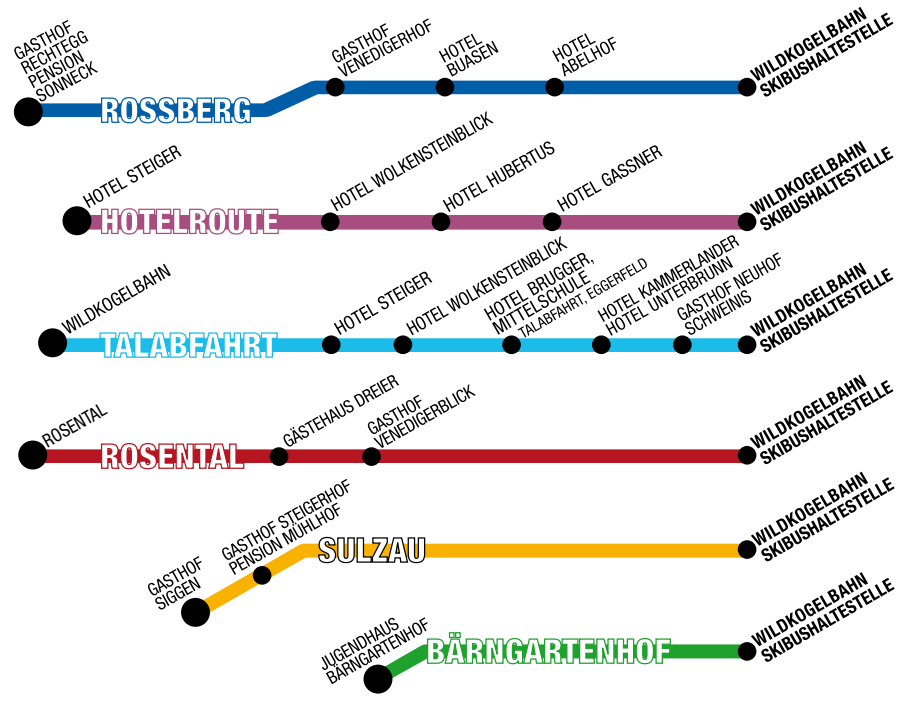 GASTHOF
RECHTEGG
PENSION
SONNECK
ROSSBERG
GASTHOF
VENEDIGERHOF
HOTEL
BUASEN
HOTEL
ABELHOF
WILDKOGELBAHN
SKIBUSHALTESTELLE
HOTEL STEIGER
HOTELROUTE
HOTEL WOLKENSTEINBLICK
HOTEL HUBERTUS
HOTEL GASSNER
WILDKOGELBAHN
SKIBUSHALTESTELLE
WILDKOGELBAHN
TALABFAHRT
HOTEL STEIGER
HOTEL WOLKENSTEINBLICK
HOTEL BRUGGER,
MITTELSCHULE,
TALABFAHRT, EGGERFELD
HOTEL KAMMERLANDER
HOTEL UNTERBRUNN
GASTHOF NEUHOF
SCHWEINIS
WILDKOGELBAHN
SKIBUSHALTESTELLE
ROSENTAL
ROSENTAL
GÄSTEHAUS DREIER
GASTHOF
VENEDIGERBLICK
WILDKOGELBAHN
SKIBUSHALTESTELLE
GASTHOF
SIGGEN
GASTHOF STEIGERHOF
PENSION MÜHLHOF
SULZAU
WILDKOGELBAHN
SKIBUSHALTESTELLE
JUGENDHAUS
BÄRNGARTENHOF
BÄRNGARTENHOF
WILDKOGELBAHN
SKIBUSHALTESTELLE